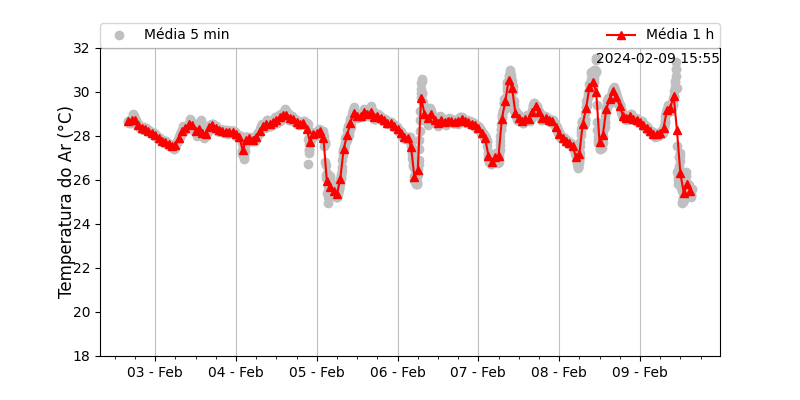 Média 5 min
Média 1 h
2024-02-09 15:55
Temperatura do Ar (°C)
32
30
28
26
24
22
20
18
03 - Feb
04 - Feb
05 - Feb
06 - Feb
07 - Feb
08 - Feb
09 - Feb